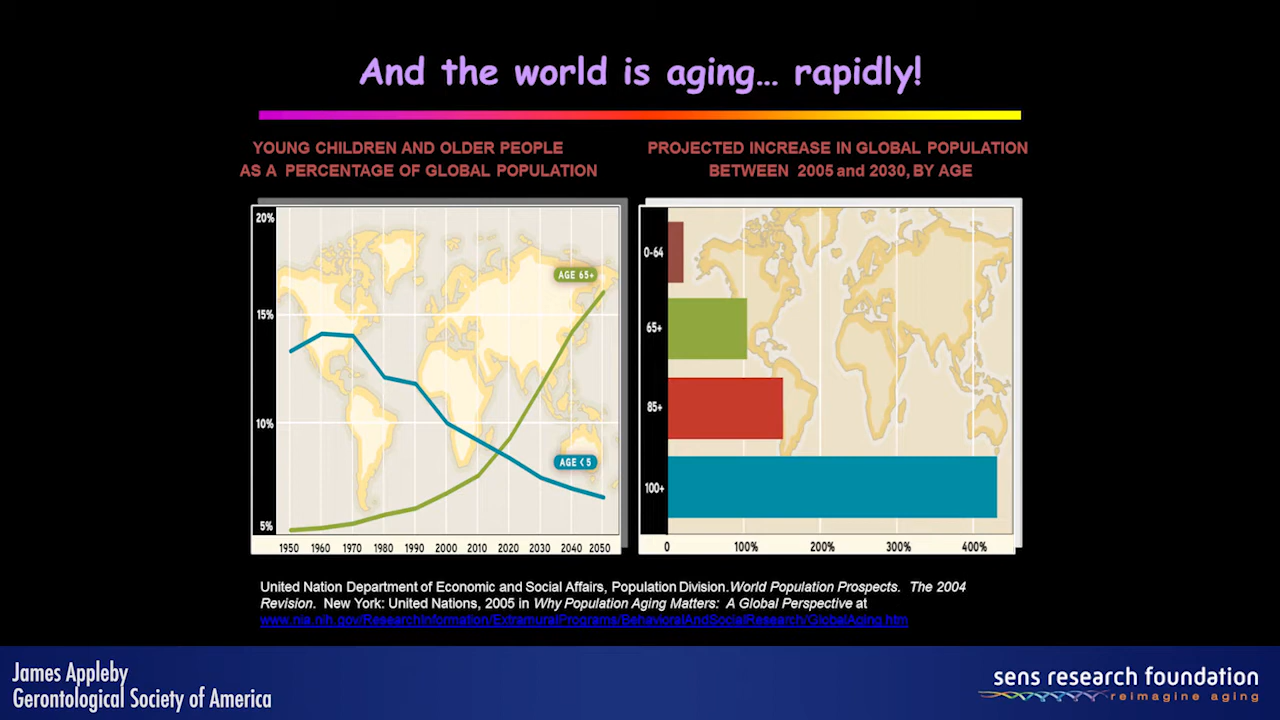 And the world is aging... rapidly!
YOUNG CHILDREN AND OLDER PEOPLE
AS A PERCENTAGE OF GLOBAL POPULATION
20%
15%
10%
5%
AGE 65+
AGE <5
1950 1960 1970 1980 1990 2000 2010 2020 2030 2040 2050
PROJECTED INCREASE IN GLOBAL POPULATION
BETWEEN 2005 and 2030, BY AGE
0-64
65+
85+
100+
0 100% 200% 300% 400%
United Nation Department of Economic and Social Affairs, Population Division. World Population Prospects. The 2004
Revision. New York: United Nations, 2005 in Why Population Aging Matters: A Global Perspective at
www.nia.nih.gov/ResearchInformation/ExtramuralPrograms/BehavioralAndSocialResearch/GlobalAging.htm
James Appleby
Gerontological Society of America
sens research foundation
reimagine aging